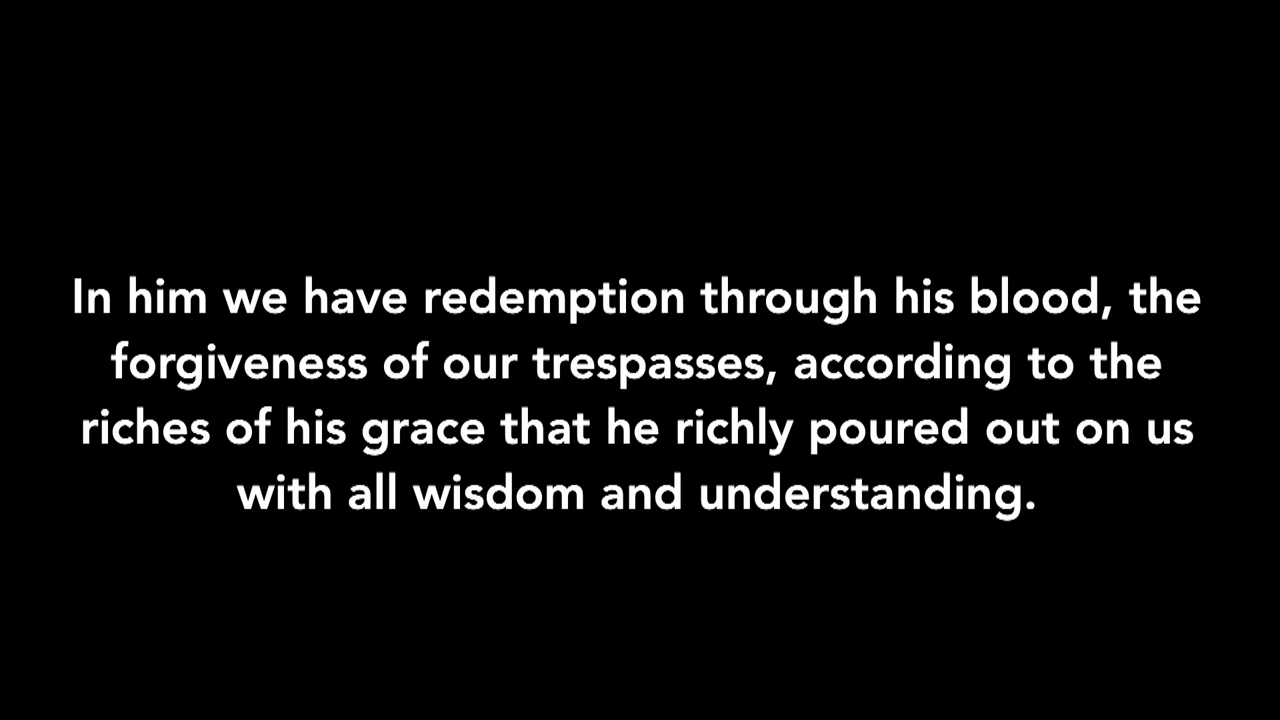 In him we have redemption through his blood, the
forgiveness of our trespasses, according to the
riches of his grace that he richly poured out on us
with all wisdom and understanding.